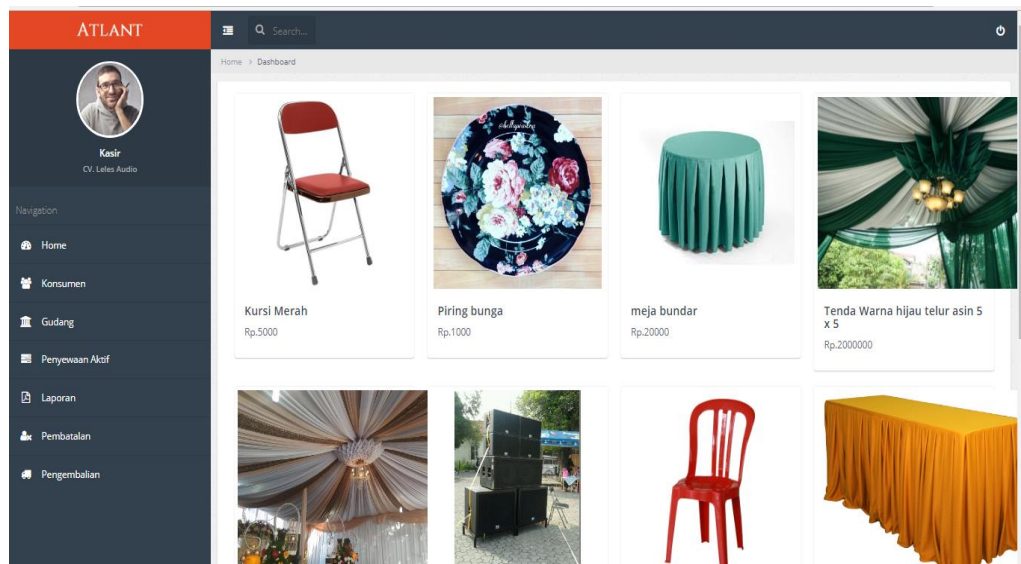 ATLANT
Search...
Home > Dashboard
Kasir
CV. Leles Audio
Navigation
Home
Konsumen
Gudang
Penyewaan Aktif
Laporan
Pembatalan
Pengembalian
Kursi Merah
Rp.5000
Piring bunga
Rp.1000
meja bundar
Rp.20000
Tenda Warna hijau telur asin 5
x 5
Rp.2000000